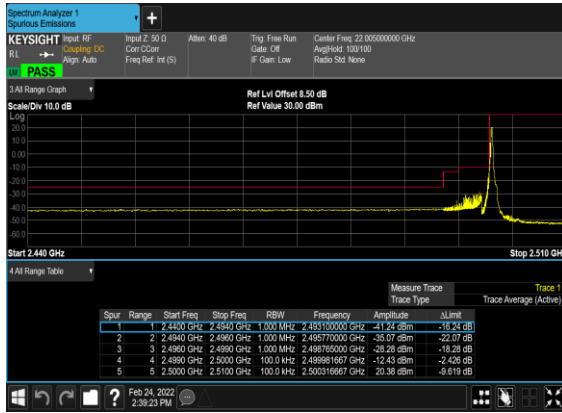 Spectrum Analyzer 1
Spurious Emissions
KEYSIGHT Input: RF Input Z: 50 Ω Atten: 40 dB Trig: Free Run Center Freq: 22.005000000 GHz
RL Coupling: DC Corr CCorr Gate: Off Avg|Hold: 100/100
Align: Auto Freq Ref: Int (S) IF Gain: Low Radio Std: None
LW PASS
3 All Range Graph Ref Lvl Offset 8.50 dB
Scale/Div 10.0 dB Ref Value 30.00 dBm
Log
20.0
10.0
0.00
-10.0
-20.0
-30.0
-40.0
-50.0
-60.0
Start 2.440 GHz Stop 2.510 GH
4 All Range Table
Measure Trace Trace 1
Trace Type Trace Average (Active)
Spur Range Start Freq Stop Freq RBW Frequency Amplitude ΔLimit
1 1 2.4400 GHz 2.4940 GHz 1.000 MHz 2.493100000 GHz -41.24 dBm -16.24 dB
2 2 2.4940 GHz 2.4960 GHz 1.000 MHz 2.495770000 GHz -35.07 dBm -22.07 dB
3 3 2.4960 GHz 2.4990 GHz 1.000 MHz 2.498765000 GHz -28.28 dBm -18.28 dB
4 4 2.4990 GHz 2.5000 GHz 100.0 kHz 2.499981667 GHz -12.43 dBm -2.426 dB
5 5 2.5000 GHz 2.5100 GHz 100.0 kHz 2.500316667 GHz 20.38 dBm -9.619 dB
Feb 24, 2022
2:39:23 PM